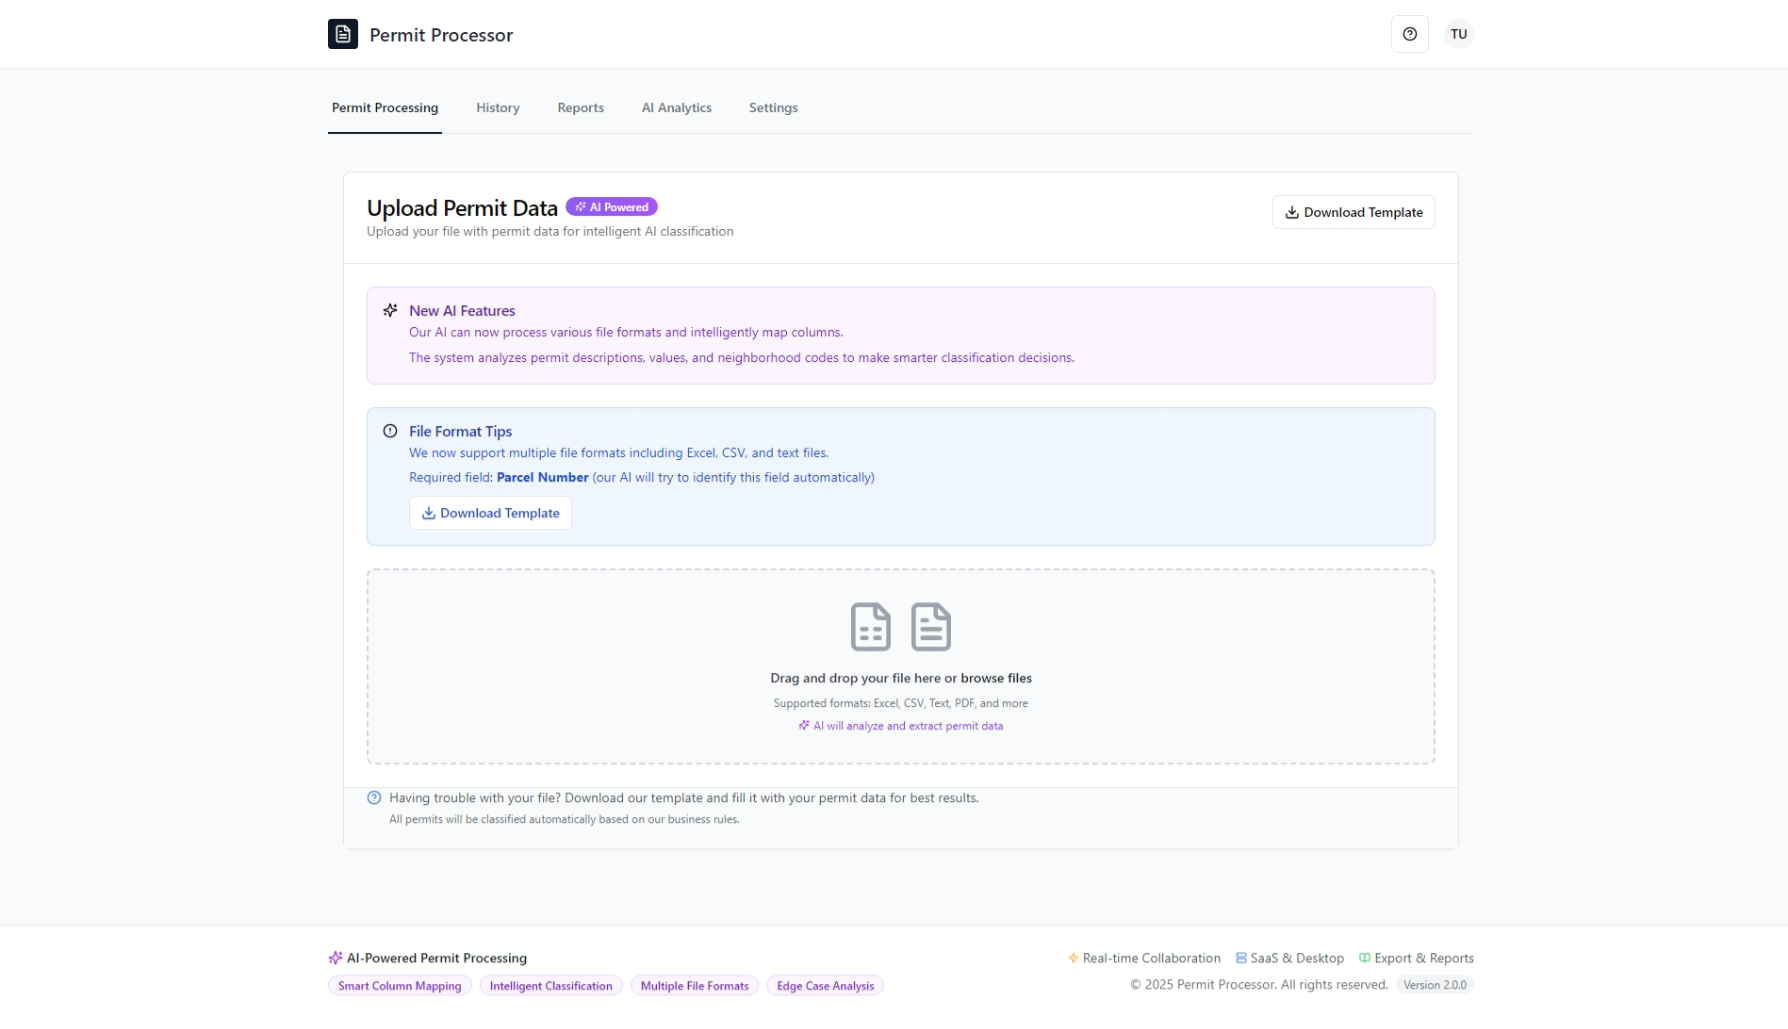 Permit Processor
TU
Permit Processing
History
Reports
AI Analytics
Settings
Upload Permit Data
AI Powered
Upload your file with permit data for intelligent AI classification
Download Template
New AI Features
Our AI can now process various file formats and intelligently map columns.
The system analyzes permit descriptions, values, and neighborhood codes to make smarter classification decisions.
File Format Tips
We now support multiple file formats including Excel, CSV, and text files.
Required field: Parcel Number (our AI will try to identify this field automatically)
Download Template
Drag and drop your file here or browse files
Supported formats: Excel, CSV, Text, PDF, and more
AI will analyze and extract permit data
Having trouble with your file? Download our template and fill it with your permit data for best results.
All permits will be classified automatically based on our business rules.
AI-Powered Permit Processing
Smart Column Mapping
Intelligent Classification
Multiple File Formats
Edge Case Analysis
Real-time Collaboration
SaaS & Desktop
Export & Reports
© 2025 Permit Processor. All rights reserved.
Version 2.0.0